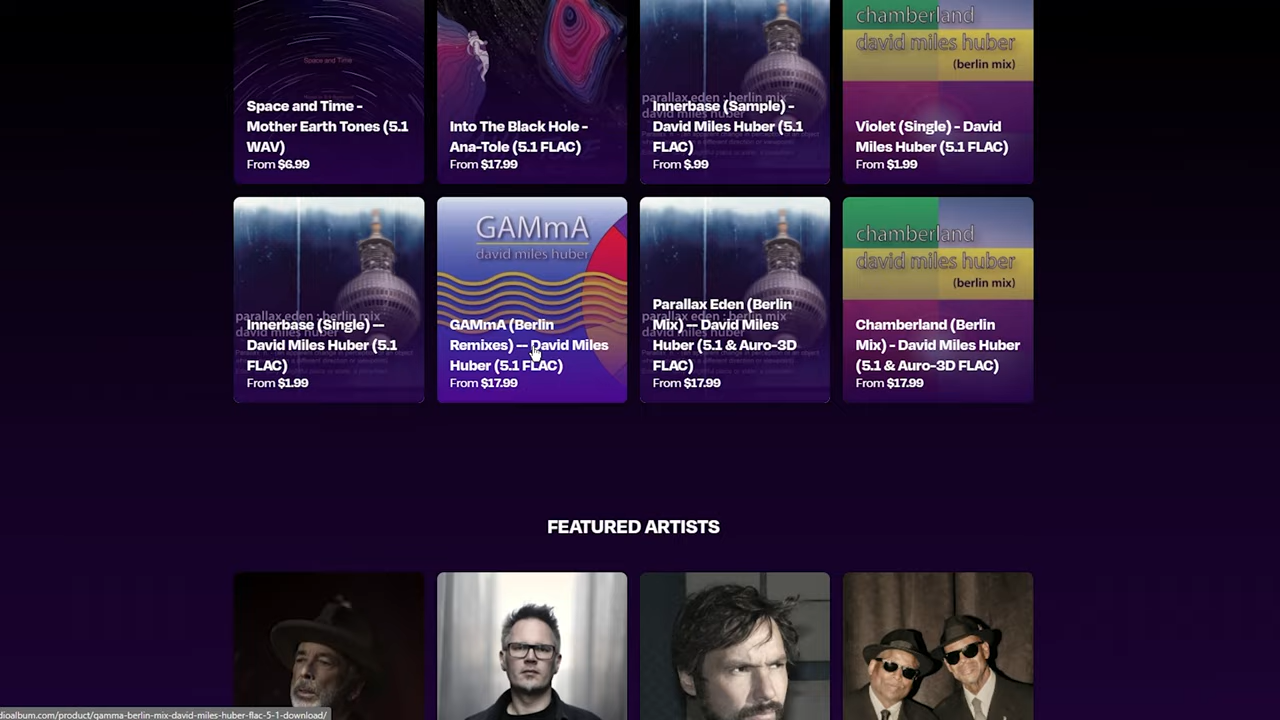 chamberland
david miles huber
(berlin mix)
Space and Time
Space and Time -
Mother Earth Tones (5.1
WAV)
From $6.99
Into The Black Hole -
Ana-Tole (5.1 FLAC)
From $17.99
parallax eden : berlin mix
Innerbase (Sample) -
David Miles Huber (5.1
FLAC)
From $.99
Violet (Single) - David
Miles Huber (5.1 FLAC)
From $1.99
parallax eden : berlin mix
david miles huber
Innerbase (Single) —
David Miles Huber (5.1
FLAC)
From $1.99
GAMmA
david miles huber
GAMmA (Berlin
Remixes) — David Miles
Huber (5.1 FLAC)
From $17.99
parallax eden : berlin mix
david miles huber
Parallax Eden (Berlin
Mix) — David Miles
Huber (5.1 & Auro-3D
FLAC)
From $17.99
chamberland
david miles huber
(berlin mix)
Chamberland (Berlin
Mix) - David Miles Huber
(5.1 & Auro-3D FLAC)
From $17.99
FEATURED ARTISTS
dioalbum.com/product/gamma-berlin-mix-david-miles-huber-flac-5-1-download/